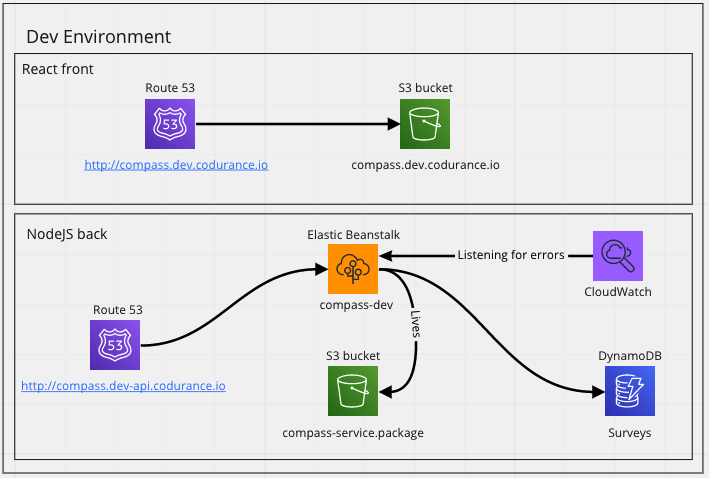 Dev Environment
React front
Route 53
S3 bucket
53
http://compass.dev.codurance.io
compass.dev.codurance.io
NodeJS back
Elastic Beanstalk
Listening for errors
compass-dev
CloudWatch
Route 53
53
Lives
S3 bucket
DynamoDB
http://compass.dev-api.codurance.io
compass-service.package
Surveys